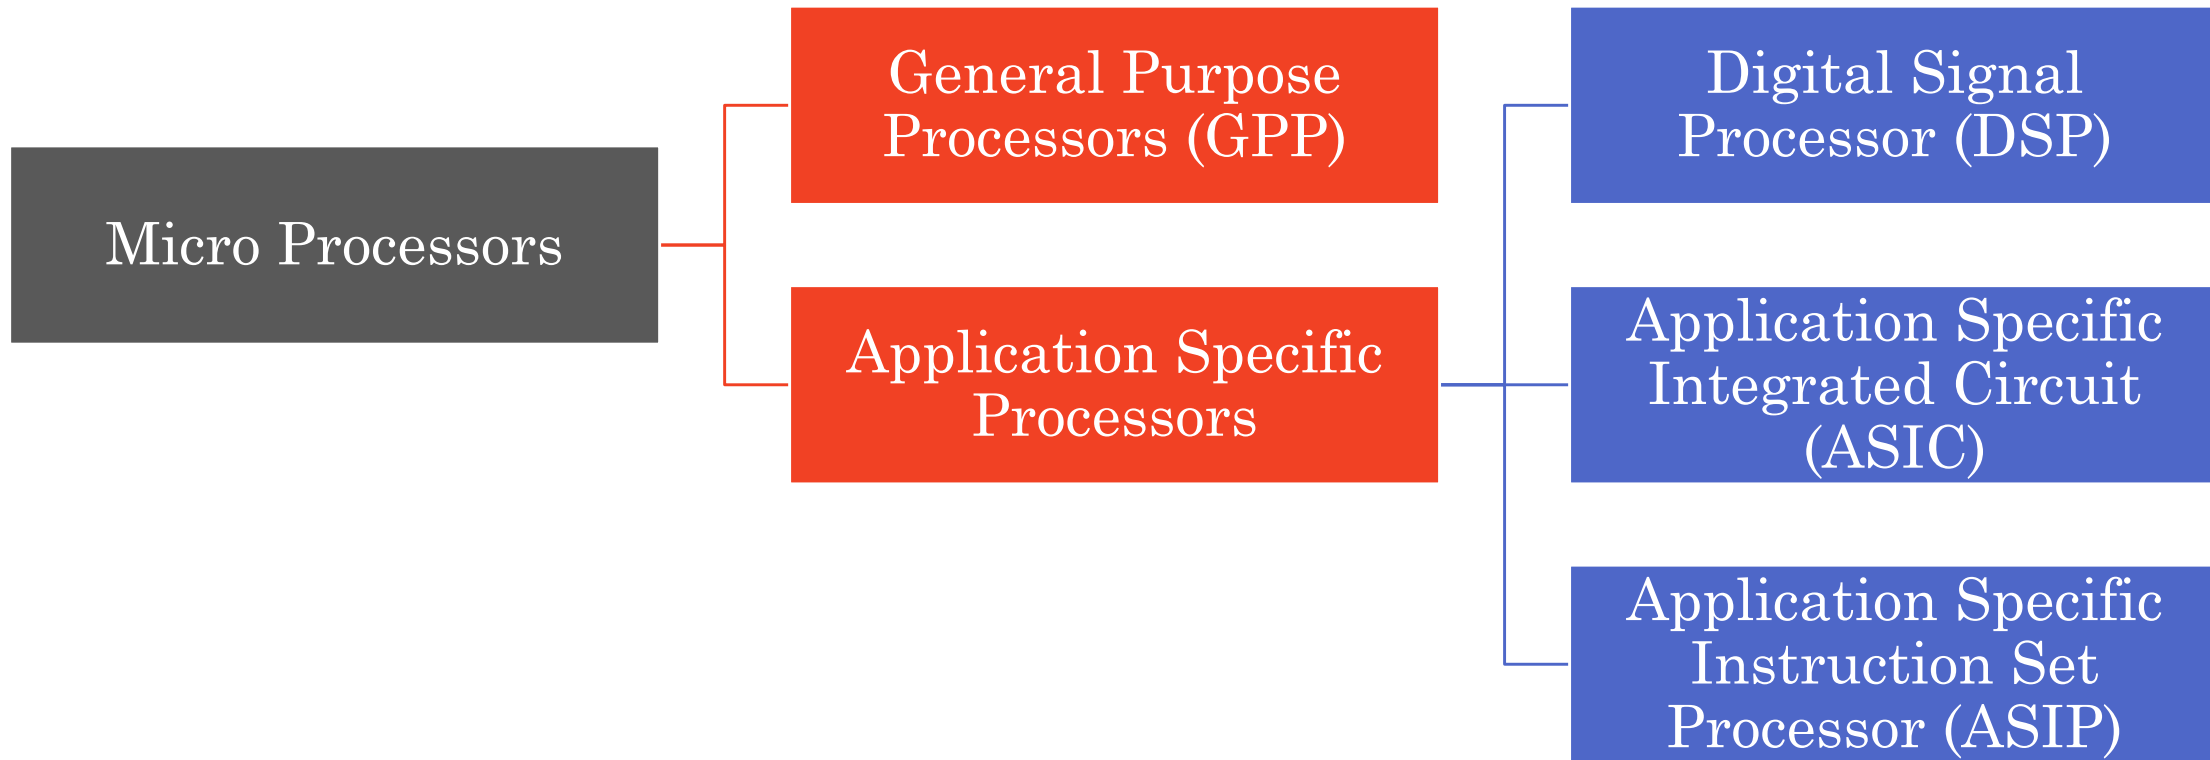 Micro Processors
General Purpose
Processors (GPP)
Application Specific
Processors
Digital Signal
Processor (DSP)
Application Specific
Integrated Circuit
(ASIC)
Application Specific
Instruction Set
Processor (ASIP)